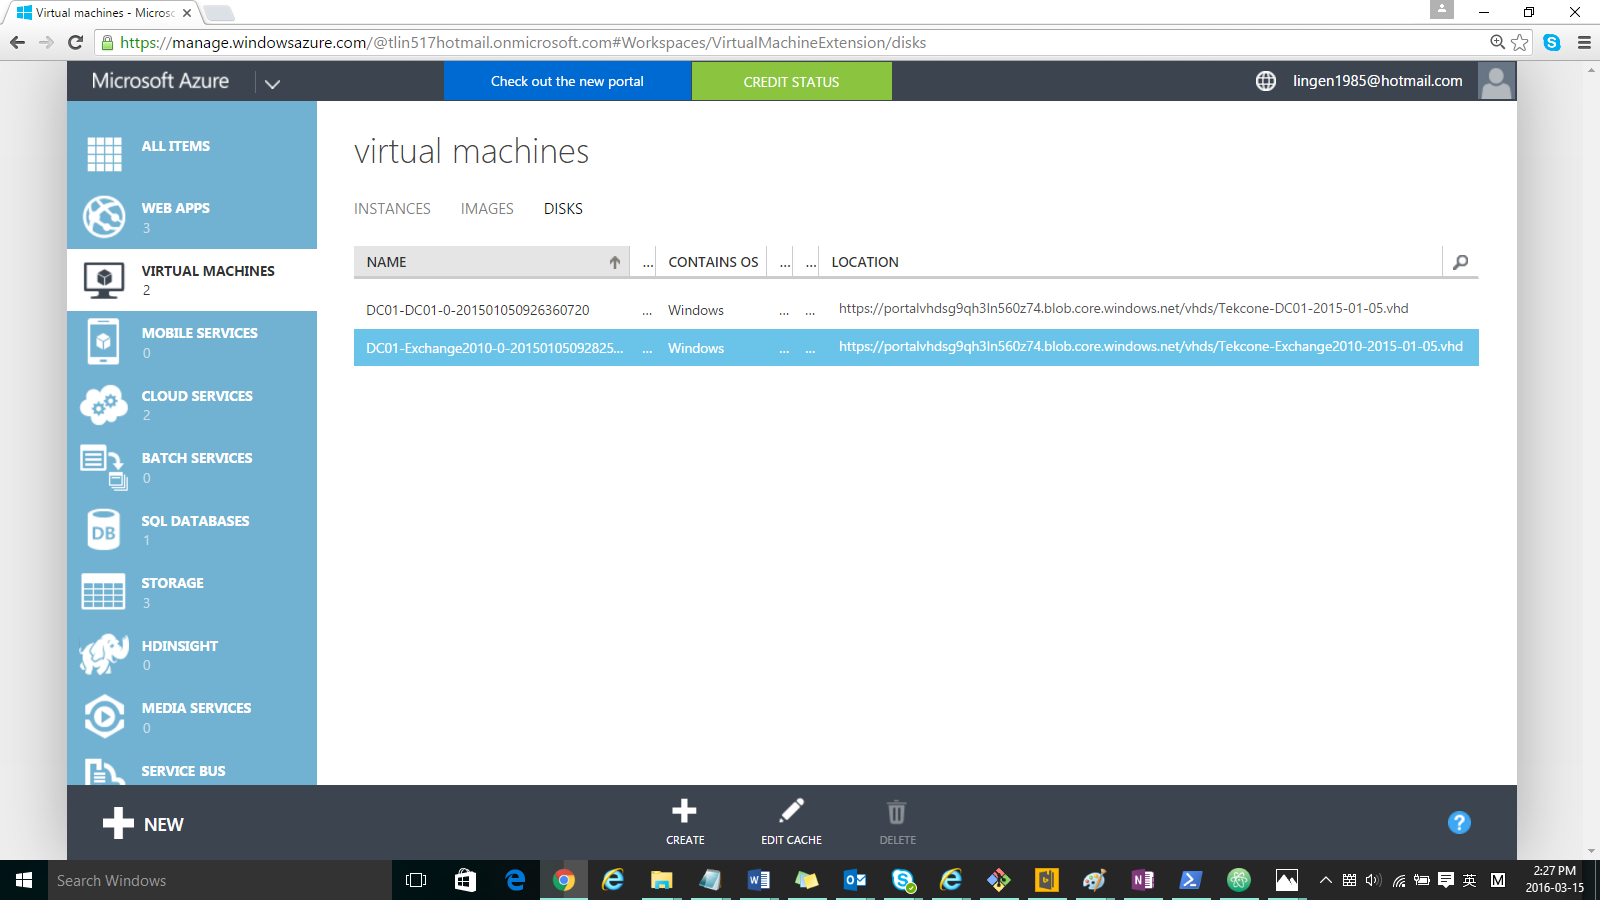 Virtual machines - Microsc
https://manage.windowsazure.com/@tlin517hotmail.onmicrosoft.com#Workspaces/VirtualMachineExtension/disks
Microsoft Azure
Check out the new portal
CREDIT STATUS
lingen1985@hotmail.com
ALL ITEMS
WEB APPS
3
VIRTUAL MACHINES
2
MOBILE SERVICES
0
CLOUD SERVICES
2
BATCH SERVICES
0
DB
SQL DATABASES
1
STORAGE
3
HDINSIGHT
0
MEDIA SERVICES
0
SERVICE BUS
virtual machines
INSTANCES IMAGES DISKS
NAME ... CONTAINS OS ... ... LOCATION
DC01-DC01-0-201501050926360720 ... Windows ... ... https://portalvhdsg9qh3ln560z74.blob.core.windows.net/vhds/Tekcone-DC01-2015-01-05.vhd
DC01-Exchange2010-0-20150105092825... ... Windows ... ... https://portalvhdsg9qh3ln560z74.blob.core.windows.net/vhds/Tekcone-Exchange2010-2015-01-05.vhd
NEW
CREATE
EDIT CACHE
DELETE
?
Search Windows
英
M
2:27 PM
2016-03-15